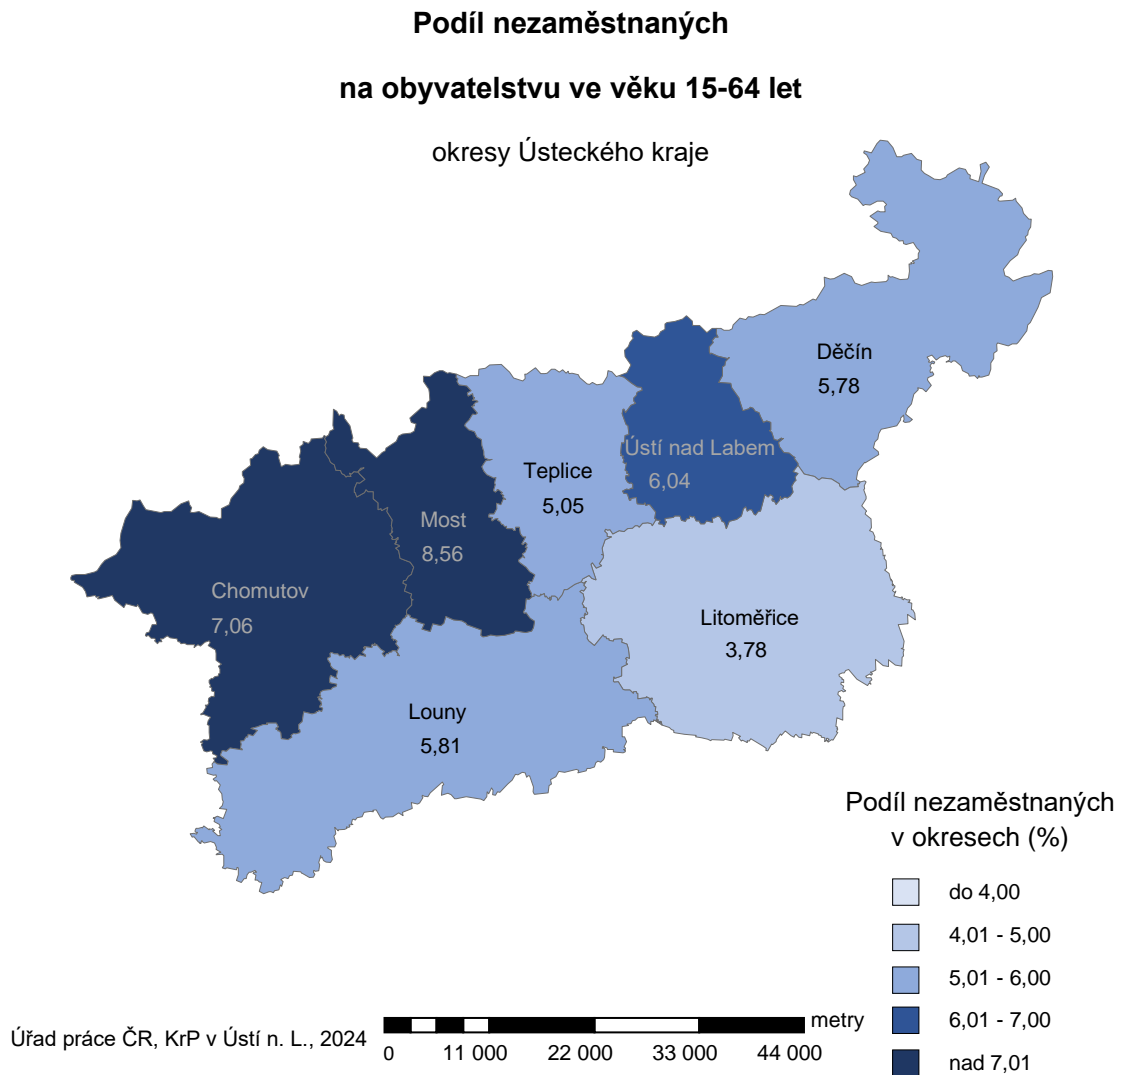 Podíl nezaměstnaných
na obyvatelstvu ve věku 15-64 let
okresy Ústeckého kraje
Děčín
5,78
Ústí nad Labem
6,04
Teplice
5,05
Most
8,56
Chomutov
7,06
Litoměřice
3,78
Louny
5,81
Podíl nezaměstnaných
v okresech (%)
do 4,00
4,01 - 5,00
5,01 - 6,00
6,01 - 7,00
nad 7,01
Úřad práce ČR, KrP v Ústí n. L., 2024
metry
0 11 000 22 000 33 000 44 000